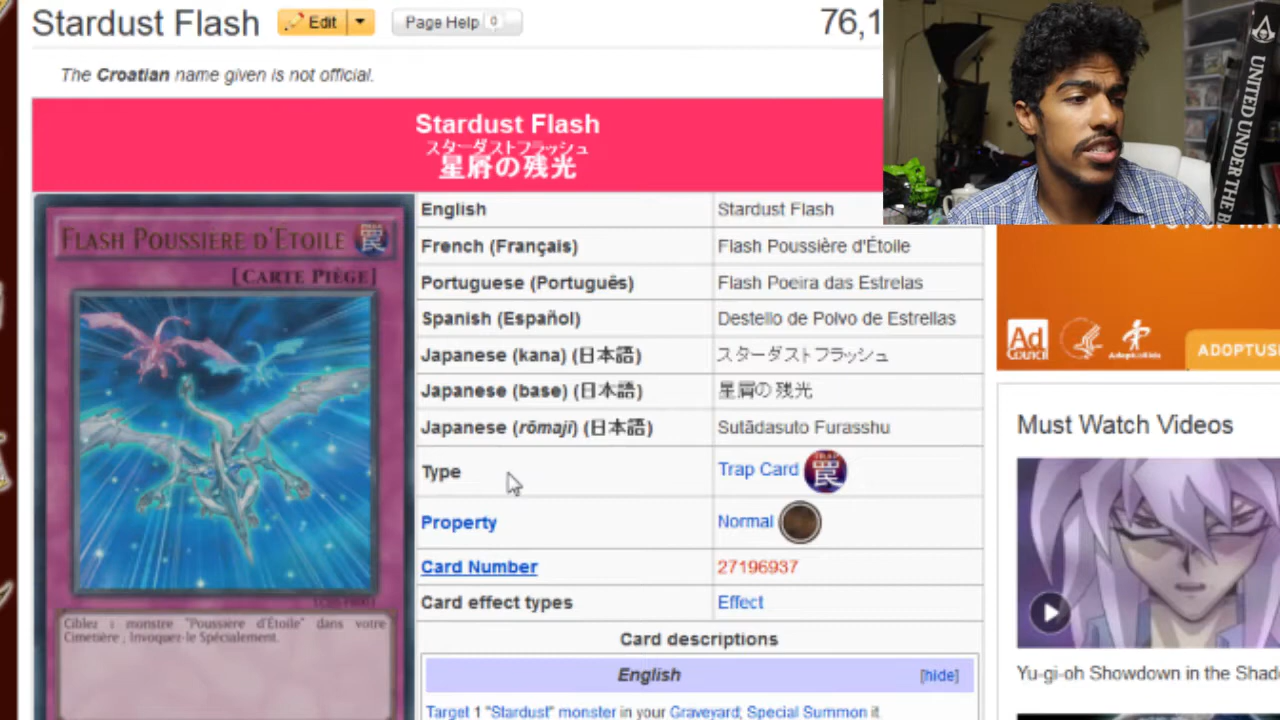 Stardust Flash
Edit
Page Help 0
76,1
The Croatian name given is not official.
Stardust Flash
スターダストフラッシュ
星屑の残光
FLASH POUSSIÈRE D'ÉTOILE 罠
[CARTE PIÈGE]
Ciblez 1 monstre "Poussière d'Étoile" dans votre
Cimetière ; Invoquez-le Spécialement.
English Stardust Flash
French (Français) Flash Poussière d'Étoile
Portuguese (Português) Flash Poeira das Estrelas
Spanish (Español) Destello de Polvo de Estrellas
Japanese (kana) (日本語) スターダストフラッシュ
Japanese (base) (日本語) 星屑の残光
Japanese (rōmaji) (日本語) Sutādasuto Furasshu
Type Trap Card TRAP 罠
Property Normal
Card Number 27196937
Card effect types Effect
Card descriptions
English [hide]
Target 1 "Stardust" monster in your Graveyard; Special Summon it.
UNITED UNDER THE B
Ad
COUNCIL
AdoptUsKids
ADOPTUSK
Must Watch Videos
Yu-gi-oh Showdown in the Shad